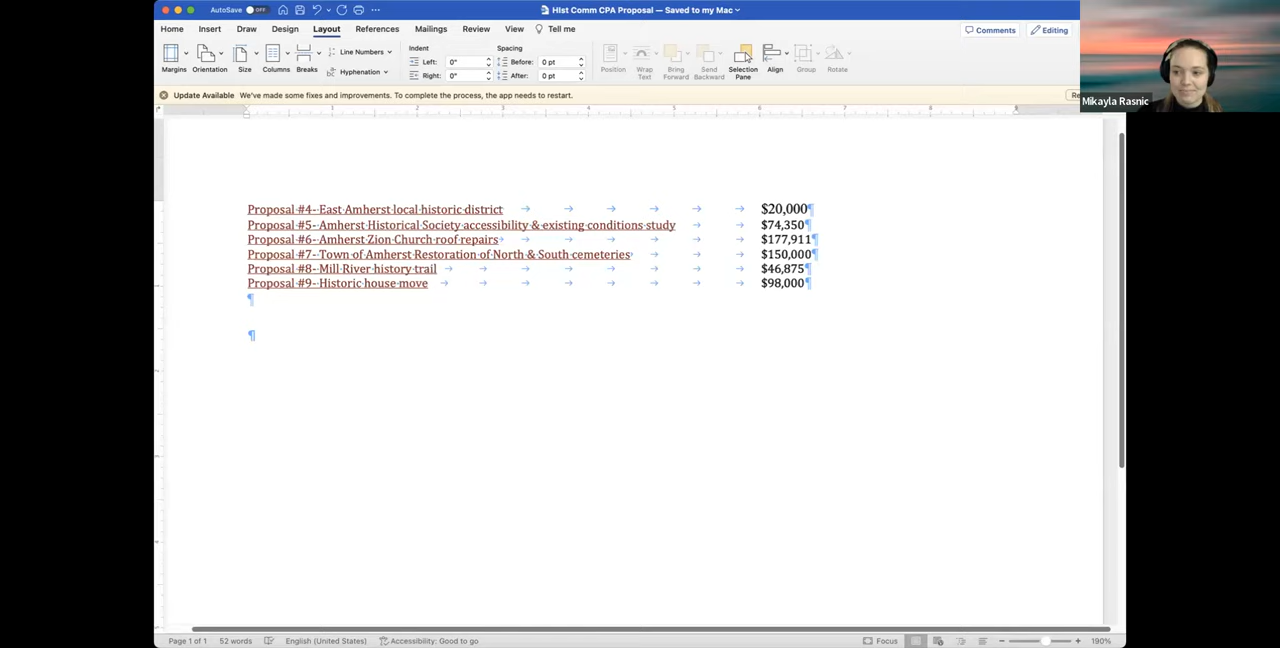 AutoSave OFF
HIst Comm CPA Proposal — Saved to my Mac
Home Insert Draw Design Layout References Mailings Review View Tell me
Comments Editing
Margins Orientation Size Columns Breaks
Line Numbers
Hyphenation
Indent
Left: 0"
Right: 0"
Spacing
Before: 0 pt
After: 0 pt
Position Wrap Text Bring Forward Send Backward Selection Pane Align Group Rotate
Update Available We've made some fixes and improvements. To complete the process, the app needs to restart.
Mikayla Rasnic
Proposal #4- East Amherst local historic district $20,000
Proposal #5- Amherst Historical Society accessibility & existing conditions study $74,350
Proposal #6- Amherst Zion Church roof repairs $177,911
Proposal #7- Town of Amherst Restoration of North & South cemeteries $150,000
Proposal #8- Mill River history trail $46,875
Proposal #9- Historic house move $98,000
Page 1 of 1 52 words English (United States) Accessibility: Good to go Focus 190%